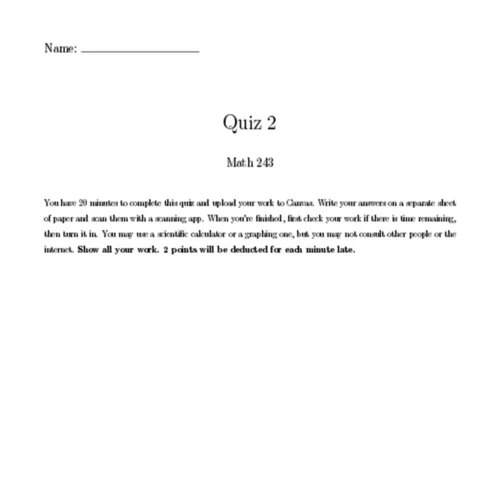 Name:
Quiz 2
Math 243
You have 20 minutes to complete this quiz and upload your work to Canvas. Write your answers on a separate sheet
of paper and scan them with a scanning app. When you're finished, first check your work if there is time remaining,
then turn it in. You may use a scientific calculator or a graphing one, but you may not consult other people or the
internet. Show all your work. 2 points will be deducted for each minute late.